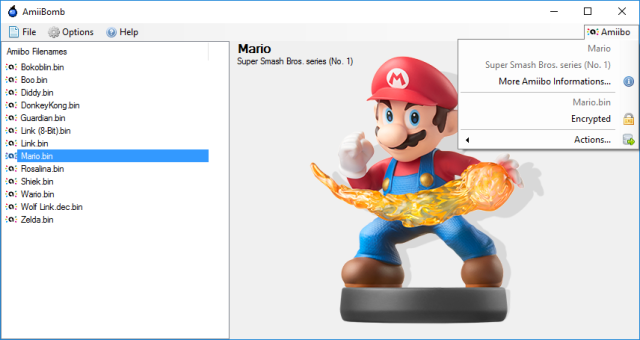 AmiiBomb
File Options Help Amiibo
Amiibo Filenames
Bokoblin.bin
Boo.bin
Diddy.bin
DonkeyKong.bin
Guardian.bin
Link (8-Bit).bin
Link.bin
Mario.bin
Rosalina.bin
Shiek.bin
Wario.bin
Wolf Link.dec.bin
Zelda.bin
Mario
Super Smash Bros. series (No. 1)
M
Mario
Super Smash Bros. series (No. 1)
More Amiibo Informations...
Mario.bin
Encrypted
Actions...